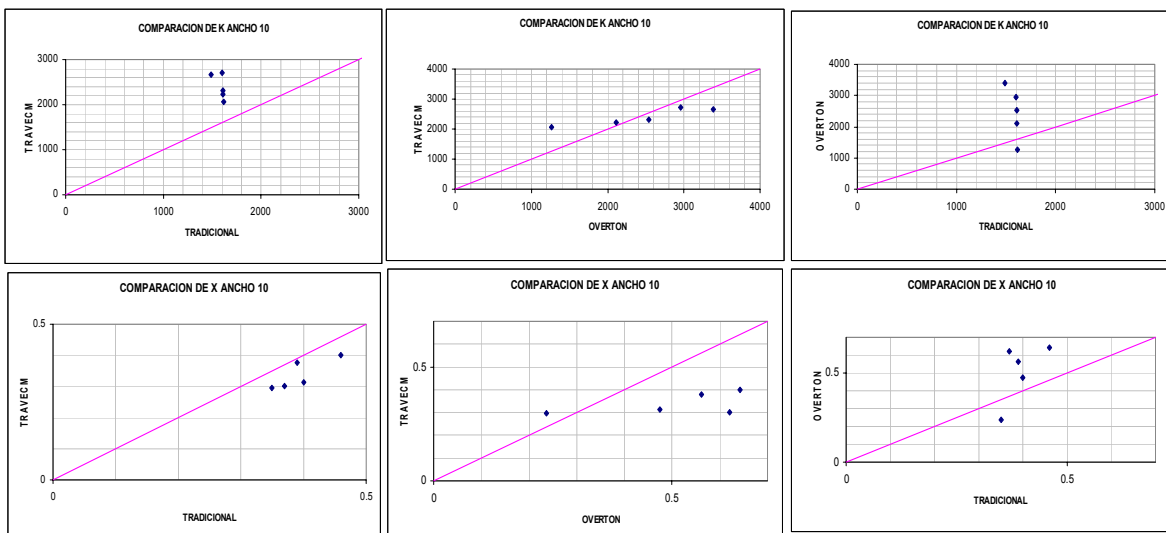 COMPARACION DE K ANCHO 10
3000
2000
1000
0
TRAVECM
0 1000 2000 3000
TRADICIONAL
COMPARACION DE K ANCHO 10
4000
3000
2000
1000
0
TRAVECM
0 1000 2000 3000 4000
OVERTON
COMPARACION DE K ANCHO 10
4000
3000
2000
1000
0
OVERTON
0 1000 2000 3000
TRADICIONAL
COMPARACION DE X ANCHO 10
0.5
0
TRAVECM
0 0.5
TRADICIONAL
COMPARACION DE X ANCHO 10
0.5
0
TRAVECM
0 0.5
OVERTON
COMPARACION DE X ANCHO 10
0.5
0
OVERTON
0 0.5
TRADICIONAL